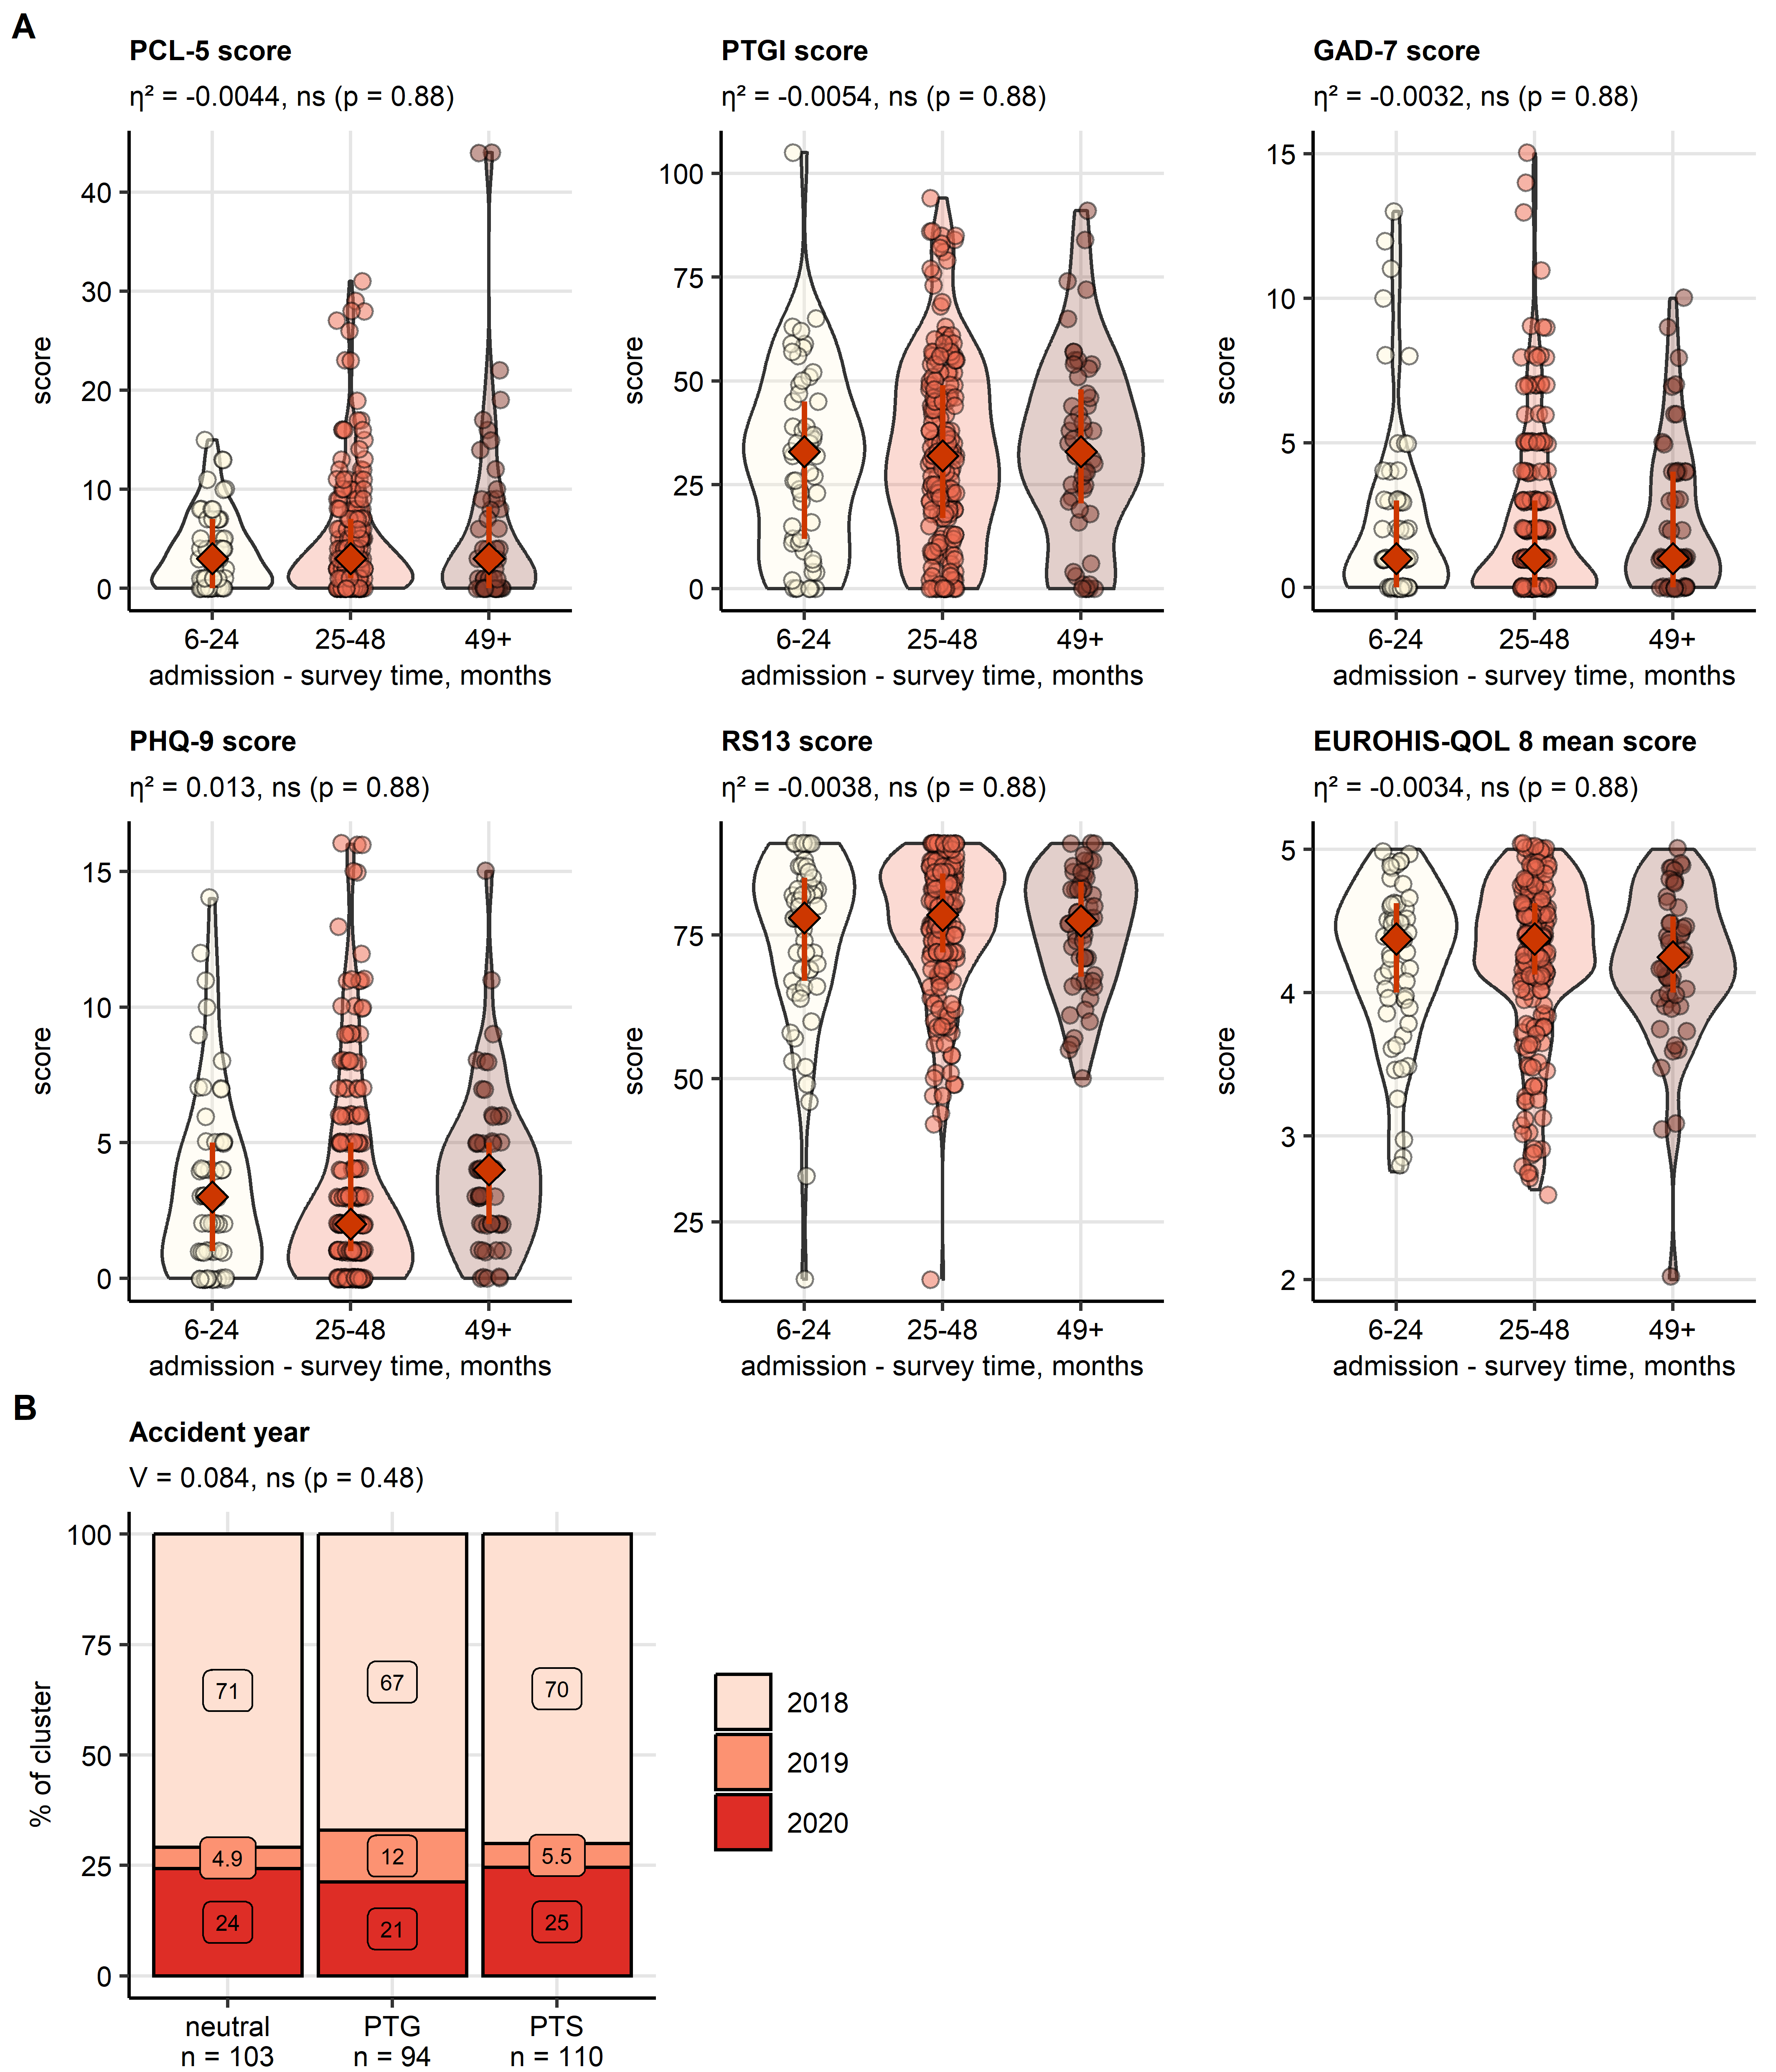 A
PCL-5 score
η² = -0.0044, ns (p = 0.88)
score
40
30
20
10
0
6-24 25-48 49+
admission - survey time, months
PTGI score
η² = -0.0054, ns (p = 0.88)
score
100
75
50
25
0
6-24 25-48 49+
admission - survey time, months
GAD-7 score
η² = -0.0032, ns (p = 0.88)
score
15
10
5
0
6-24 25-48 49+
admission - survey time, months
PHQ-9 score
η² = 0.013, ns (p = 0.88)
score
15
10
5
0
6-24 25-48 49+
admission - survey time, months
RS13 score
η² = -0.0038, ns (p = 0.88)
score
75
50
25
6-24 25-48 49+
admission - survey time, months
EUROHIS-QOL 8 mean score
η² = -0.0034, ns (p = 0.88)
score
5
4
3
2
6-24 25-48 49+
admission - survey time, months
B
Accident year
V = 0.084, ns (p = 0.48)
% of cluster
100
75
50
25
0
71 67 70
4.9 12 5.5
24 21 25
neutral PTG PTS
n = 103 n = 94 n = 110
2018
2019
2020